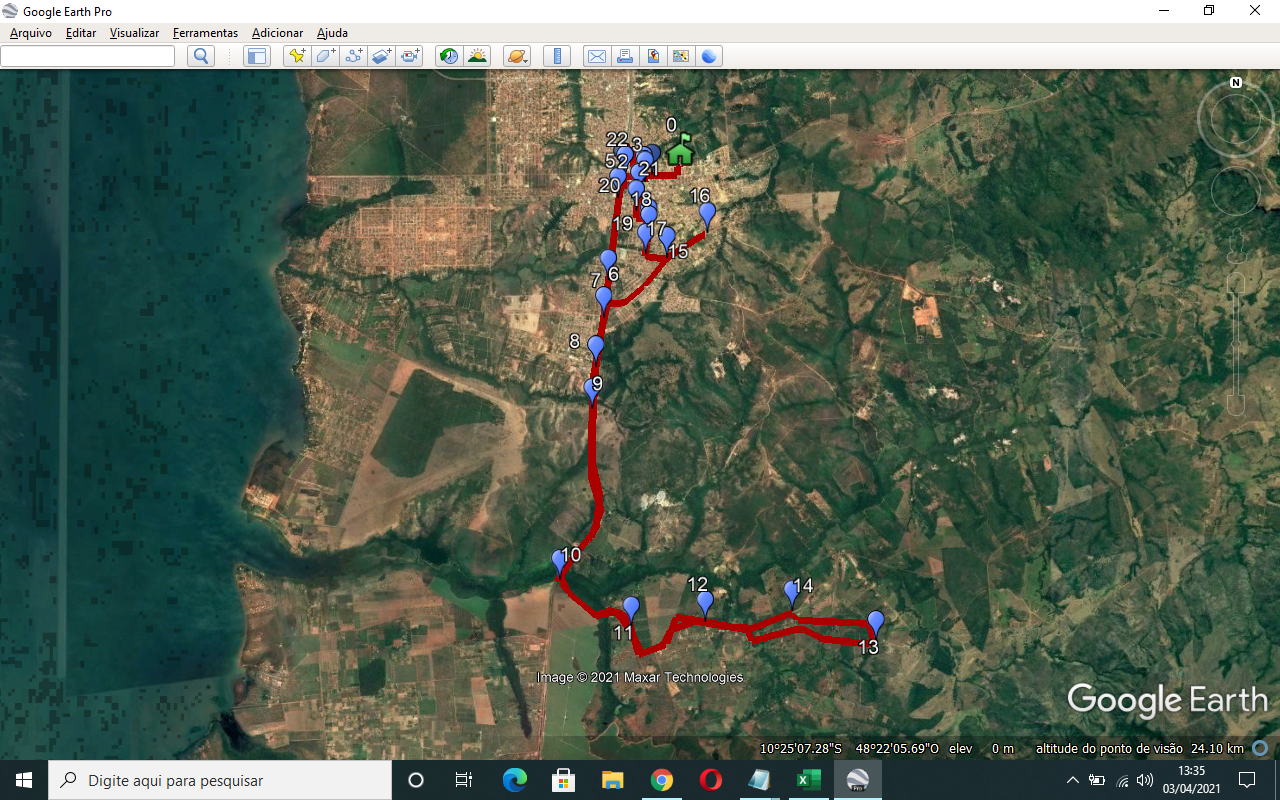 Google Earth Pro
Arquivo Editar Visualizar Ferramentas Adicionar Ajuda
N
0
22 3
5 2 21
20
16
18
19 17
15
6
7
8
9
10
12
14
11
13
Image © 2021 Maxar Technologies
Google Earth
10°25'07.28"S 48°22'05.69"O elev 0 m altitude do ponto de visão 24.10 km
Digite aqui para pesquisar
Pro
13:35
03/04/2021